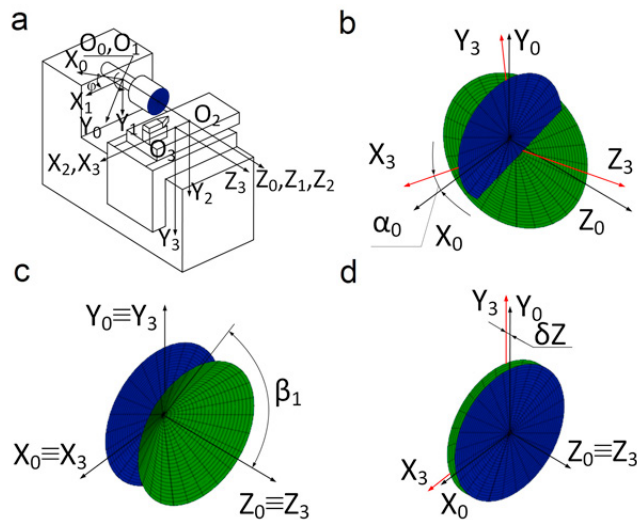 a
O₀,O₁
X₀
φ
X₁
Y₀
Y₁
O₂
O₃
X₂,X₃
Z₃
Z₀,Z₁,Z₂
Y₂
Y₃
b
Y₃
Y₀
X₃
Z₃
α₀
X₀
Z₀
c
Y₀≡Y₃
β₁
X₀≡X₃
Z₀≡Z₃
d
Y₃
Y₀
δZ
Z₀≡Z₃
X₃
X₀